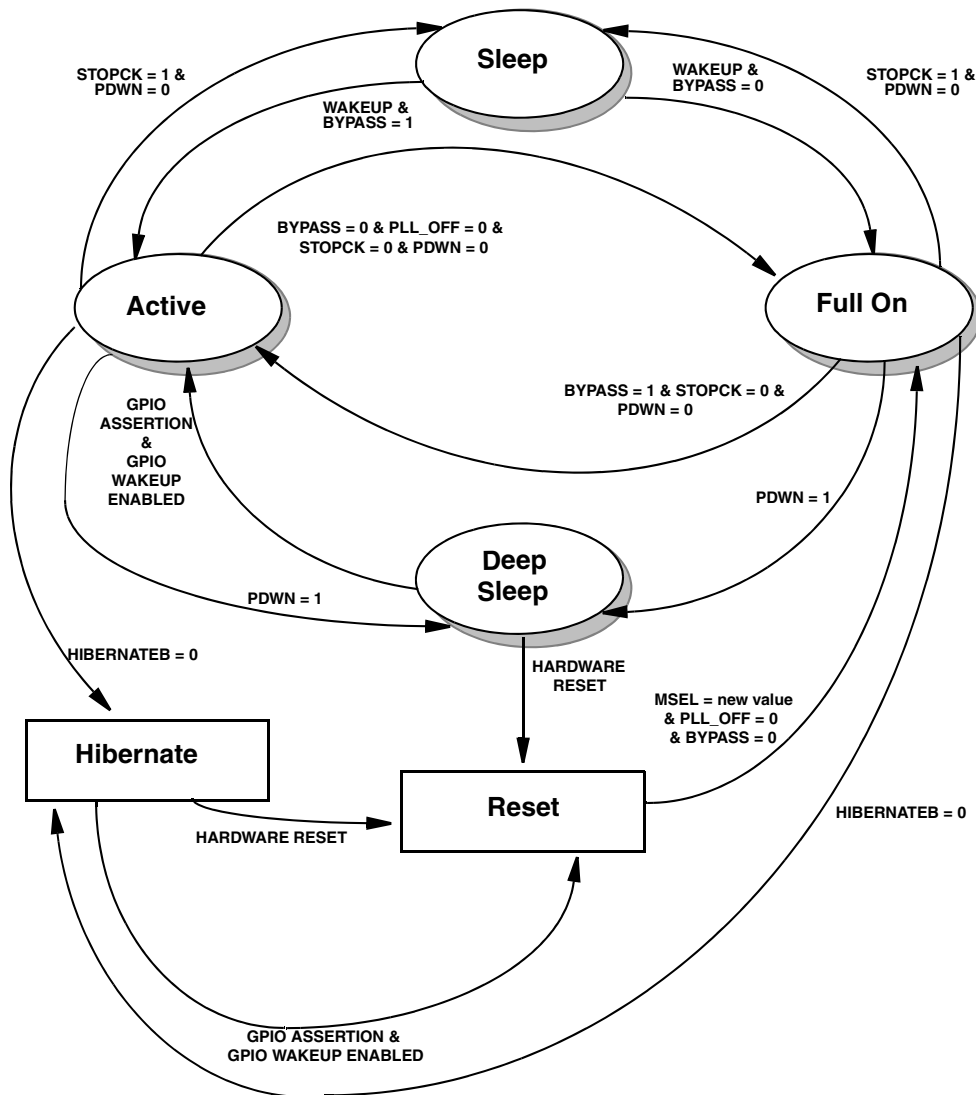 Sleep
STOPCK = 1 &
PDWN = 0
WAKEUP &
BYPASS = 1
WAKEUP &
BYPASS = 0
STOPCK = 1 &
PDWN = 0
BYPASS = 0 & PLL_OFF = 0 &
STOPCK = 0 & PDWN = 0
Active
Full On
BYPASS = 1 & STOPCK = 0 &
PDWN = 0
GPIO
ASSERTION
&
GPIO
WAKEUP
ENABLED
PDWN = 1
Deep
Sleep
PDWN = 1
HIBERNATEB = 0
HARDWARE
RESET
MSEL = new value
& PLL_OFF = 0
& BYPASS = 0
Hibernate
Reset
HARDWARE RESET
HIBERNATEB = 0
GPIO ASSERTION &
GPIO WAKEUP ENABLED